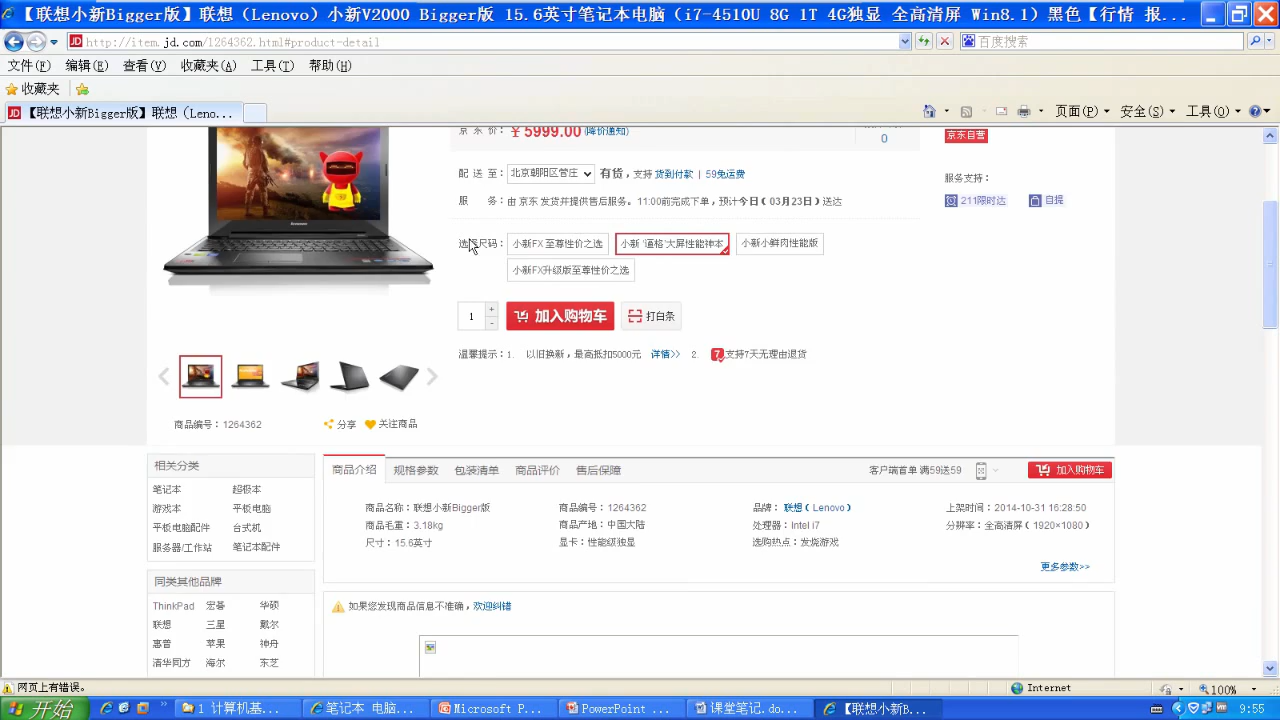 【联想小新Bigger版】联想（Lenovo）小新V2000 Bigger版 15.6英寸笔记本电脑（i7-4510U 8G 1T 4G独显 全高清屏 Win8.1）黑色【行情 报...
http://item.jd.com/1264362.html#product-detail
百度搜索
文件(F) 编辑(E) 查看(V) 收藏夹(A) 工具(T) 帮助(H)
收藏夹
【联想小新Bigger版】 联想（Leno...
页面(P) 安全(S) 工具(O)
京 东 价： ￥5999.00 (降价通知)
0
京东自营
配 送 至： 北京朝阳区管庄 有货，支持 货到付款 | 59免运费
服务支持：
服 务：由 京东 发货并提供售后服务。11:00前完成下单，预计今日（03月23日）送达
211限时达 自提
尺码： 小新FX 至尊性价之选 小新“逼格”大屏性能 本 小新小鲜肉性能版
小新FX升级版至尊性价之选
1 + - 加入购物车 打白条
温馨提示：1. 以旧换新，最高抵扣5000元 详情>> 2. 7 支持7天无理由退货
商品编号：1264362 分享 关注商品
相关分类
笔记本 超极本
游戏本 平板电脑
平板电脑配件 台式机
服务器/工作站 笔记本配件
商品介绍 规格参数 包装清单 商品评价 售后保障 客户端首单 满59送59 加入购物车
商品名称：联想小新Bigger版 商品编号：1264362 品牌： 联想（Lenovo） 上架时间：2014-10-31 16:28:50
商品毛重：3.18kg 商品产地：中国大陆 处理器：Intel i7 分辨率：全高清屏（1920×1080）
尺寸：15.6英寸 显卡：性能级独显 选购热点：发烧游戏
更多参数>>
同类其他品牌
ThinkPad 宏碁 华硕
联想 三星 戴尔
惠普 苹果 神舟
清华同方 海尔 东芝
如果您发现商品信息不准确，欢迎纠错
网页上有错误。 Internet 100%
开始 1 计算机基... 笔记本 电脑... Microsoft P... PowerPoint ... 课堂笔记.do... 【联想小新B... 9:55